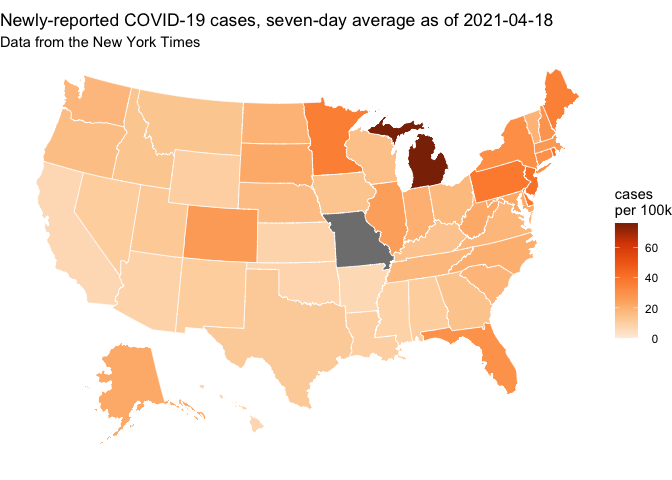 Newly-reported COVID-19 cases, seven-day average as of 2021-04-18
Data from the New York Times
cases
per 100k
60
40
20
0